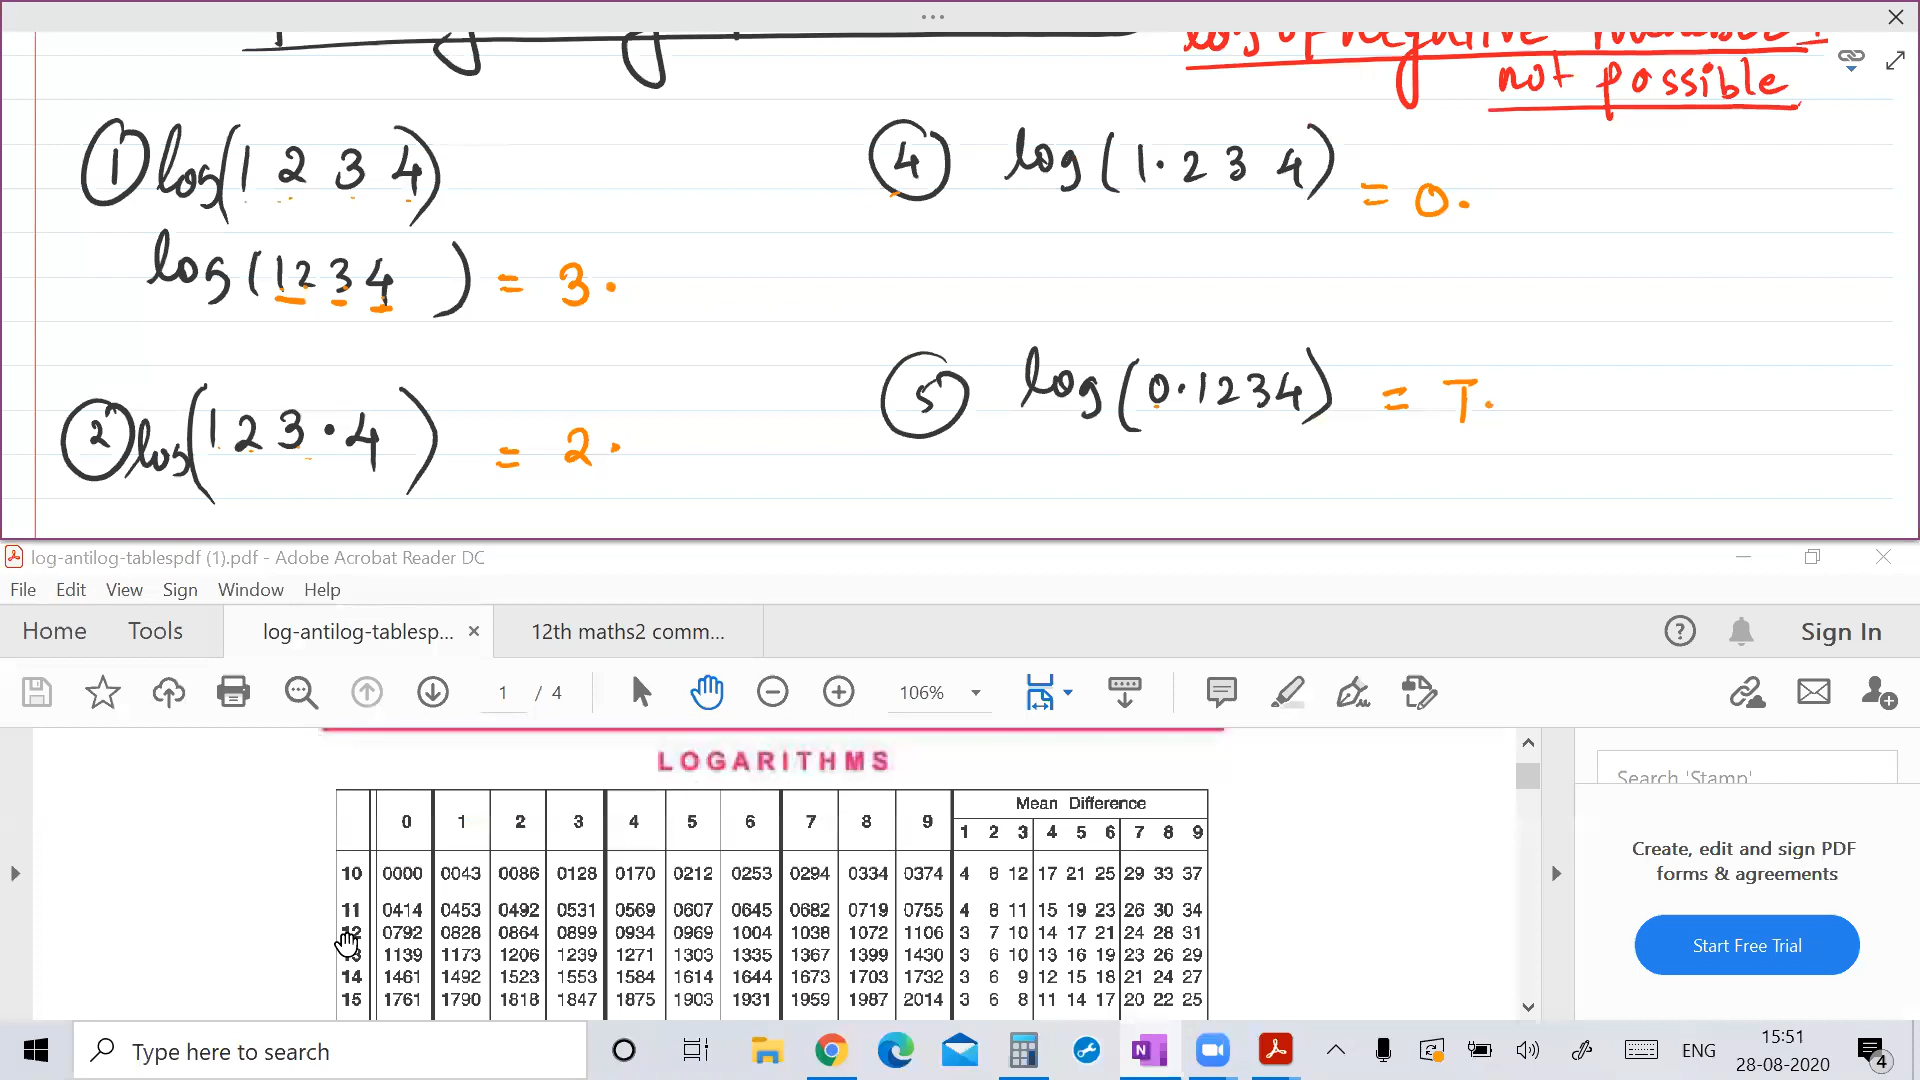 log of negative number
not possible
① log(1 2 3 4)
log(1234) = 3.
② log(123.4) = 2.
④ log(1.234) = 0.
⑤ log(0.1234) = 1̅.
log-antilog-tablespdf (1).pdf - Adobe Acrobat Reader DC
File Edit View Sign Window Help
Home Tools log-antilog-tablesp... × 12th maths2 comm... Sign In
1 / 4 106%
LOGARITHMS
Mean Difference
0 1 2 3 4 5 6 7 8 9 1 2 3 4 5 6 7 8 9
10 0000 0043 0086 0128 0170 0212 0253 0294 0334 0374 4 8 12 17 21 25 29 33 37
11 0414 0453 0492 0531 0569 0607 0645 0682 0719 0755 4 8 11 15 19 23 26 30 34
12 0792 0828 0864 0899 0934 0969 1004 1038 1072 1106 3 7 10 14 17 21 24 28 31
13 1139 1173 1206 1239 1271 1303 1335 1367 1399 1430 3 6 10 13 16 19 23 26 29
14 1461 1492 1523 1553 1584 1614 1644 1673 1703 1732 3 6 9 12 15 18 21 24 27
15 1761 1790 1818 1847 1875 1903 1931 1959 1987 2014 3 6 8 11 14 17 20 22 25
Search 'Stamp'
Create, edit and sign PDF
forms & agreements
Start Free Trial
Type here to search
ENG
15:51
28-08-2020
4